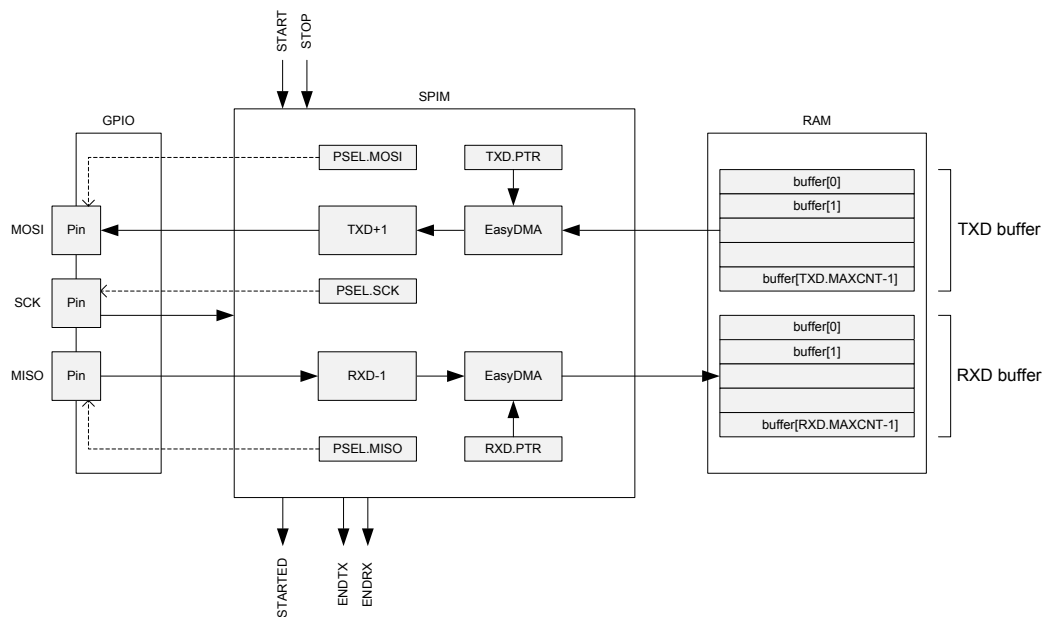 START
STOP
SPIM
GPIO
RAM
PSEL.MOSI
TXD.PTR
buffer[0]
buffer[1]
MOSI
Pin
TXD+1
EasyDMA
TXD buffer
buffer[TXD.MAXCNT-1]
PSEL.SCK
SCK
Pin
buffer[0]
buffer[1]
MISO
Pin
RXD-1
EasyDMA
RXD buffer
buffer[RXD.MAXCNT-1]
PSEL.MISO
RXD.PTR
STARTED
ENDTX
ENDRX